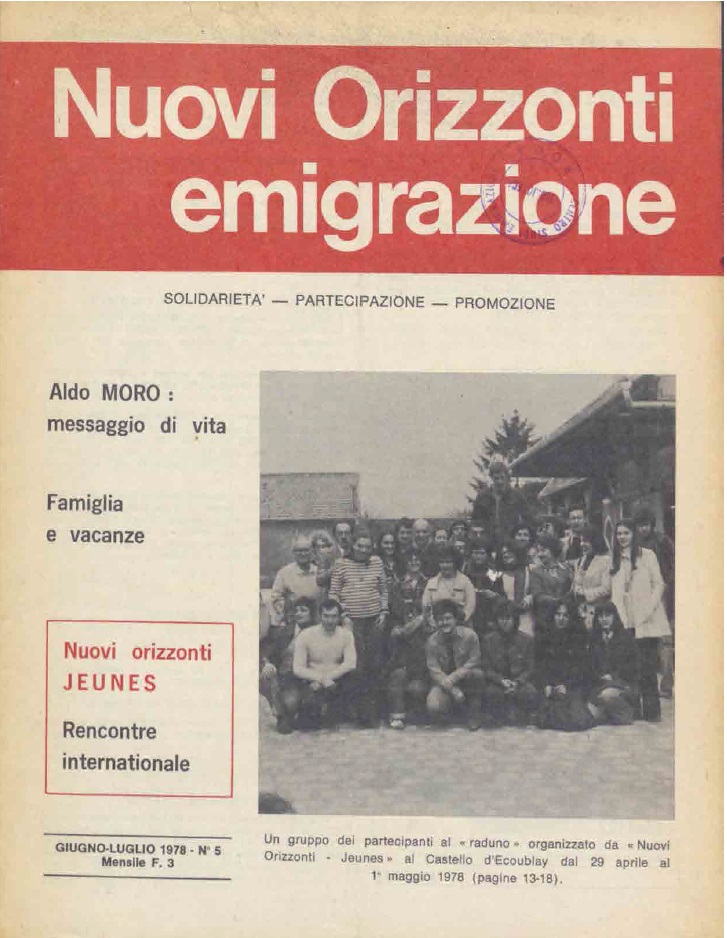 Nuovi Orizzonti
emigrazione
SOLIDARIETA' — PARTECIPAZIONE — PROMOZIONE
Aldo MORO :
messaggio di vita
Famiglia
e vacanze
Nuovi orizzonti
JEUNES
Rencontre
internationale
GIUGNO-LUGLIO 1978 - N° 5
Mensile F. 3
Un gruppo dei partecipanti al « raduno » organizzato da « Nuovi
Orizzonti - Jeunes » al Castello d'Ecoublay dal 29 aprile al
1° maggio 1978 (pagine 13-18).